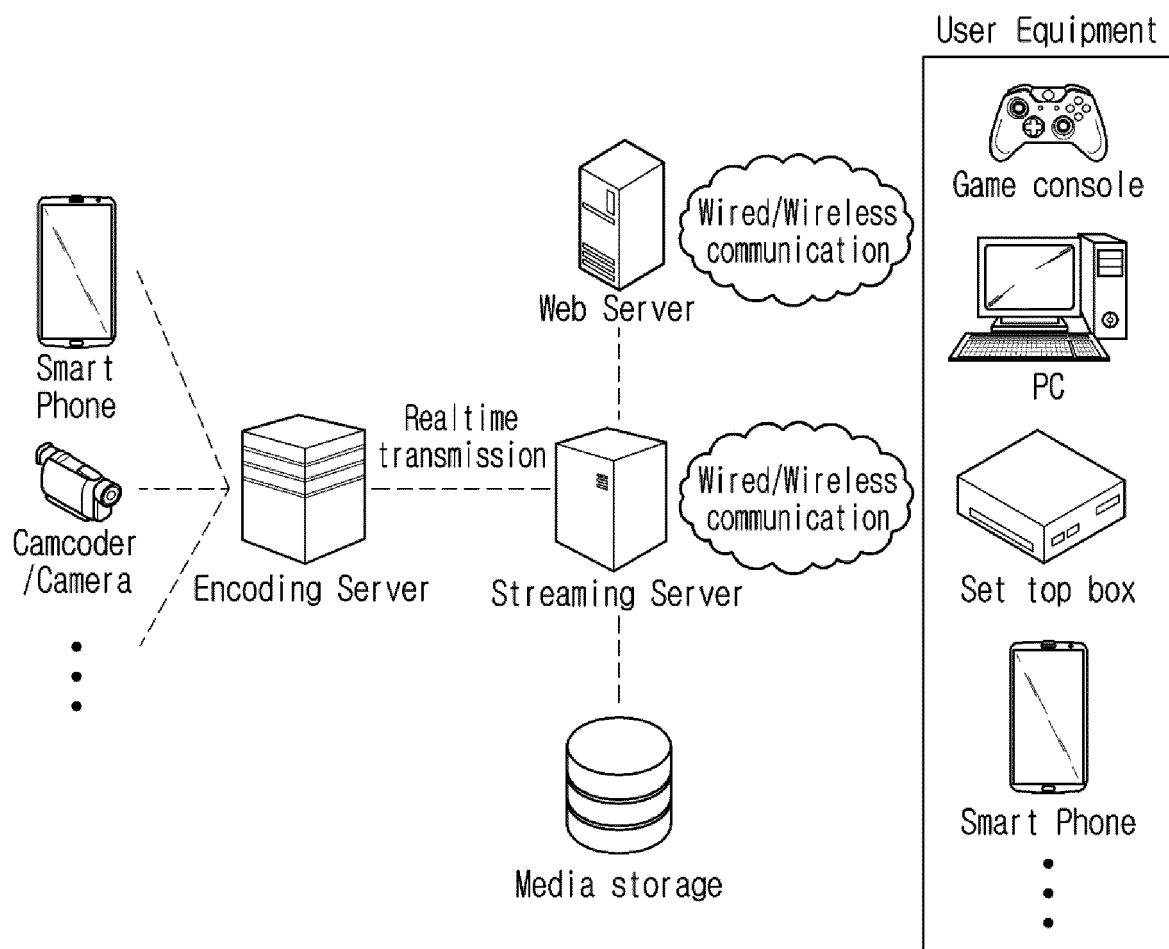 User Equipment
Game console
Wired/Wireless
communication
Web Server
PC
Smart
Phone
Realtime
transmission
Wired/Wireless
communication
Camcoder
/Camera
Encoding Server
Streaming Server
Set top box
Smart Phone
Media storage